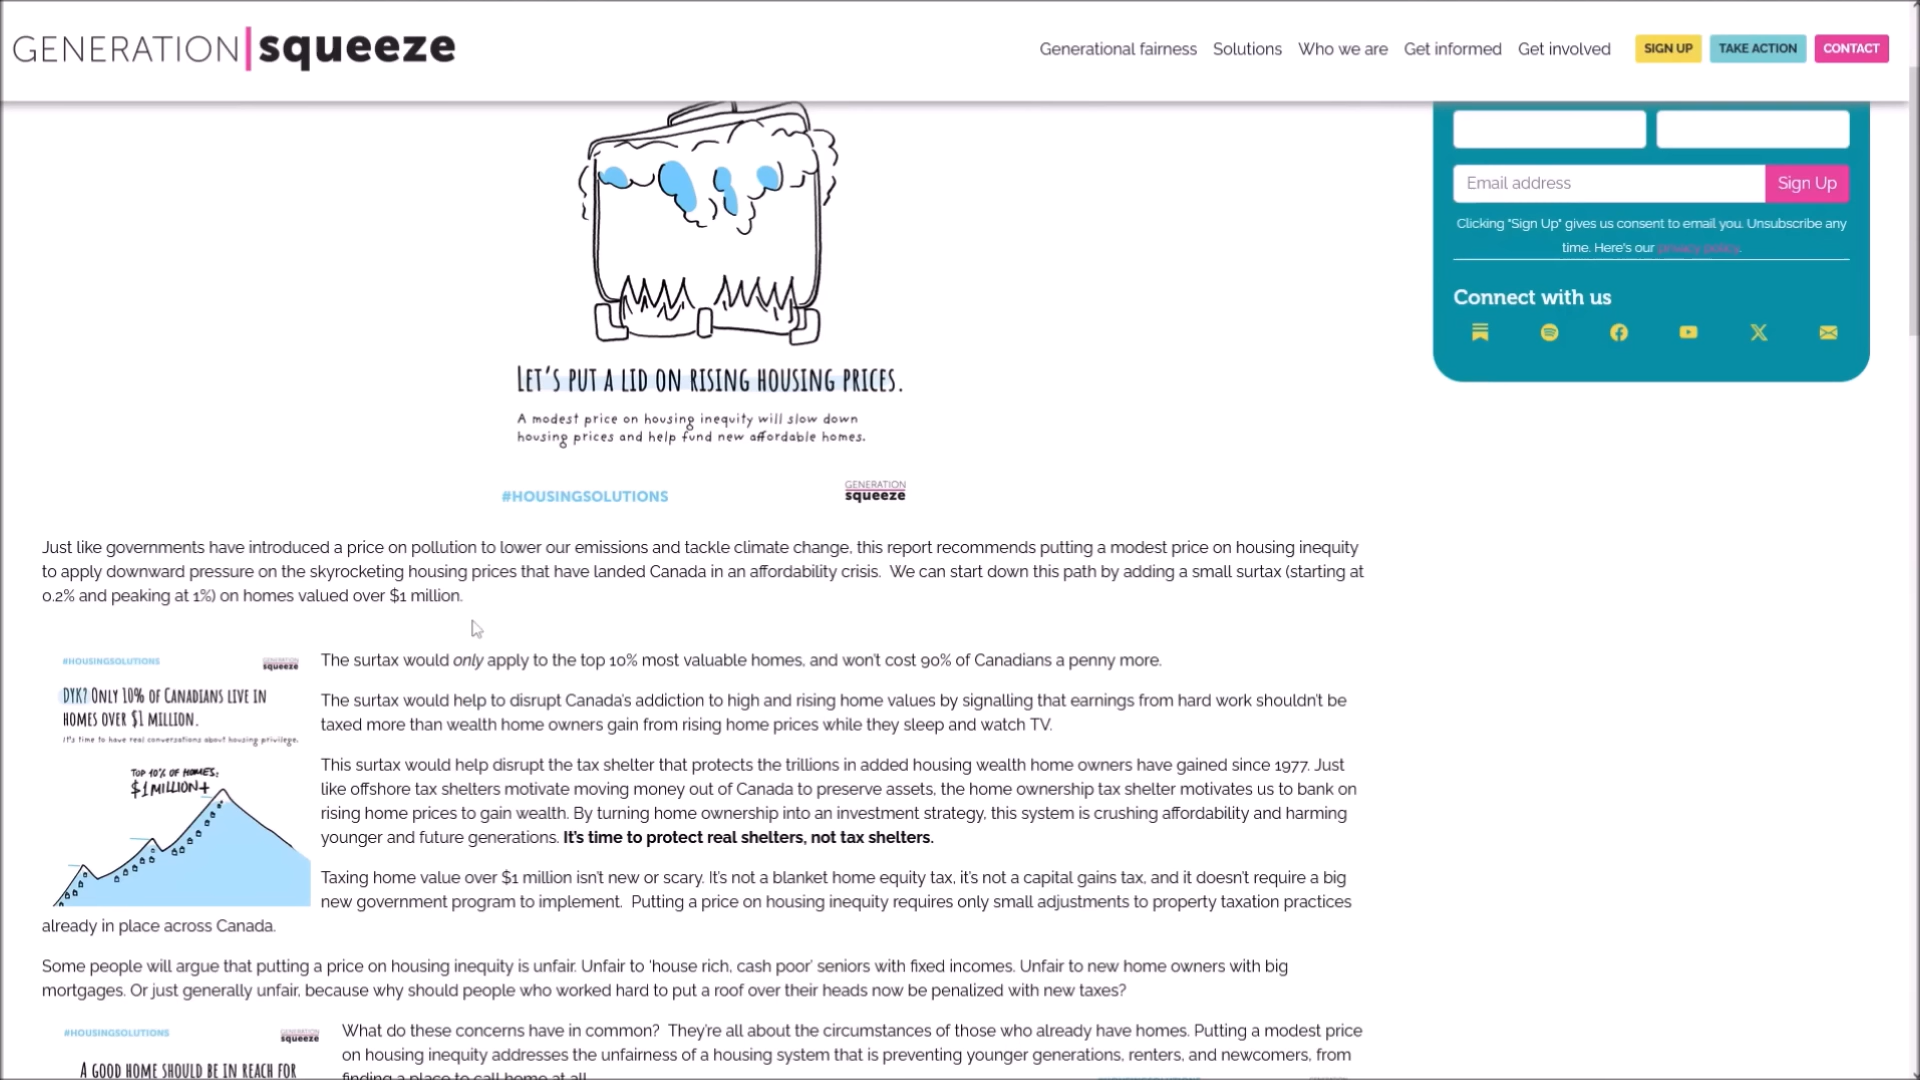 GENERATION squeeze
Generational fairness Solutions Who we are Get informed Get involved SIGN UP TAKE ACTION CONTACT
Email address Sign Up
Clicking "Sign Up" gives us consent to email you. Unsubscribe any
time. Here's our privacy policy.
Connect with us
LET'S PUT A LID ON RISING HOUSING PRICES.
A modest price on housing inequity will slow down
housing prices and help fund new affordable homes.
#HOUSINGSOLUTIONS
GENERATION
squeeze
Just like governments have introduced a price on pollution to lower our emissions and tackle climate change, this report recommends putting a modest price on housing inequity
to apply downward pressure on the skyrocketing housing prices that have landed Canada in an affordability crisis. We can start down this path by adding a small surtax (starting at
0.2% and peaking at 1%) on homes valued over $1 million.
#HOUSINGSOLUTIONS
GENERATION
squeeze
DYK? ONLY 10% OF CANADIANS LIVE IN
HOMES OVER $1 MILLION.
It's time to have real conversations about housing privilege.
TOP 10% OF HOMES:
$1 MILLION+
The surtax would only apply to the top 10% most valuable homes, and won't cost 90% of Canadians a penny more.
The surtax would help to disrupt Canada's addiction to high and rising home values by signalling that earnings from hard work shouldn't be
taxed more than wealth home owners gain from rising home prices while they sleep and watch TV.
This surtax would help disrupt the tax shelter that protects the trillions in added housing wealth home owners have gained since 1977. Just
like offshore tax shelters motivate moving money out of Canada to preserve assets, the home ownership tax shelter motivates us to bank on
rising home prices to gain wealth. By turning home ownership into an investment strategy, this system is crushing affordability and harming
younger and future generations. It's time to protect real shelters, not tax shelters.
Taxing home value over $1 million isn't new or scary. It's not a blanket home equity tax, it's not a capital gains tax, and it doesn't require a big
new government program to implement. Putting a price on housing inequity requires only small adjustments to property taxation practices
already in place across Canada.
Some people will argue that putting a price on housing inequity is unfair. Unfair to 'house rich, cash poor' seniors with fixed incomes. Unfair to new home owners with big
mortgages. Or just generally unfair, because why should people who worked hard to put a roof over their heads now be penalized with new taxes?
#HOUSINGSOLUTIONS
GENERATION
squeeze
A GOOD HOME SHOULD BE IN REACH FOR
What do these concerns have in common? They're all about the circumstances of those who already have homes. Putting a modest price
on housing inequity addresses the unfairness of a housing system that is preventing younger generations, renters, and newcomers, from
finding a place to call home at all.